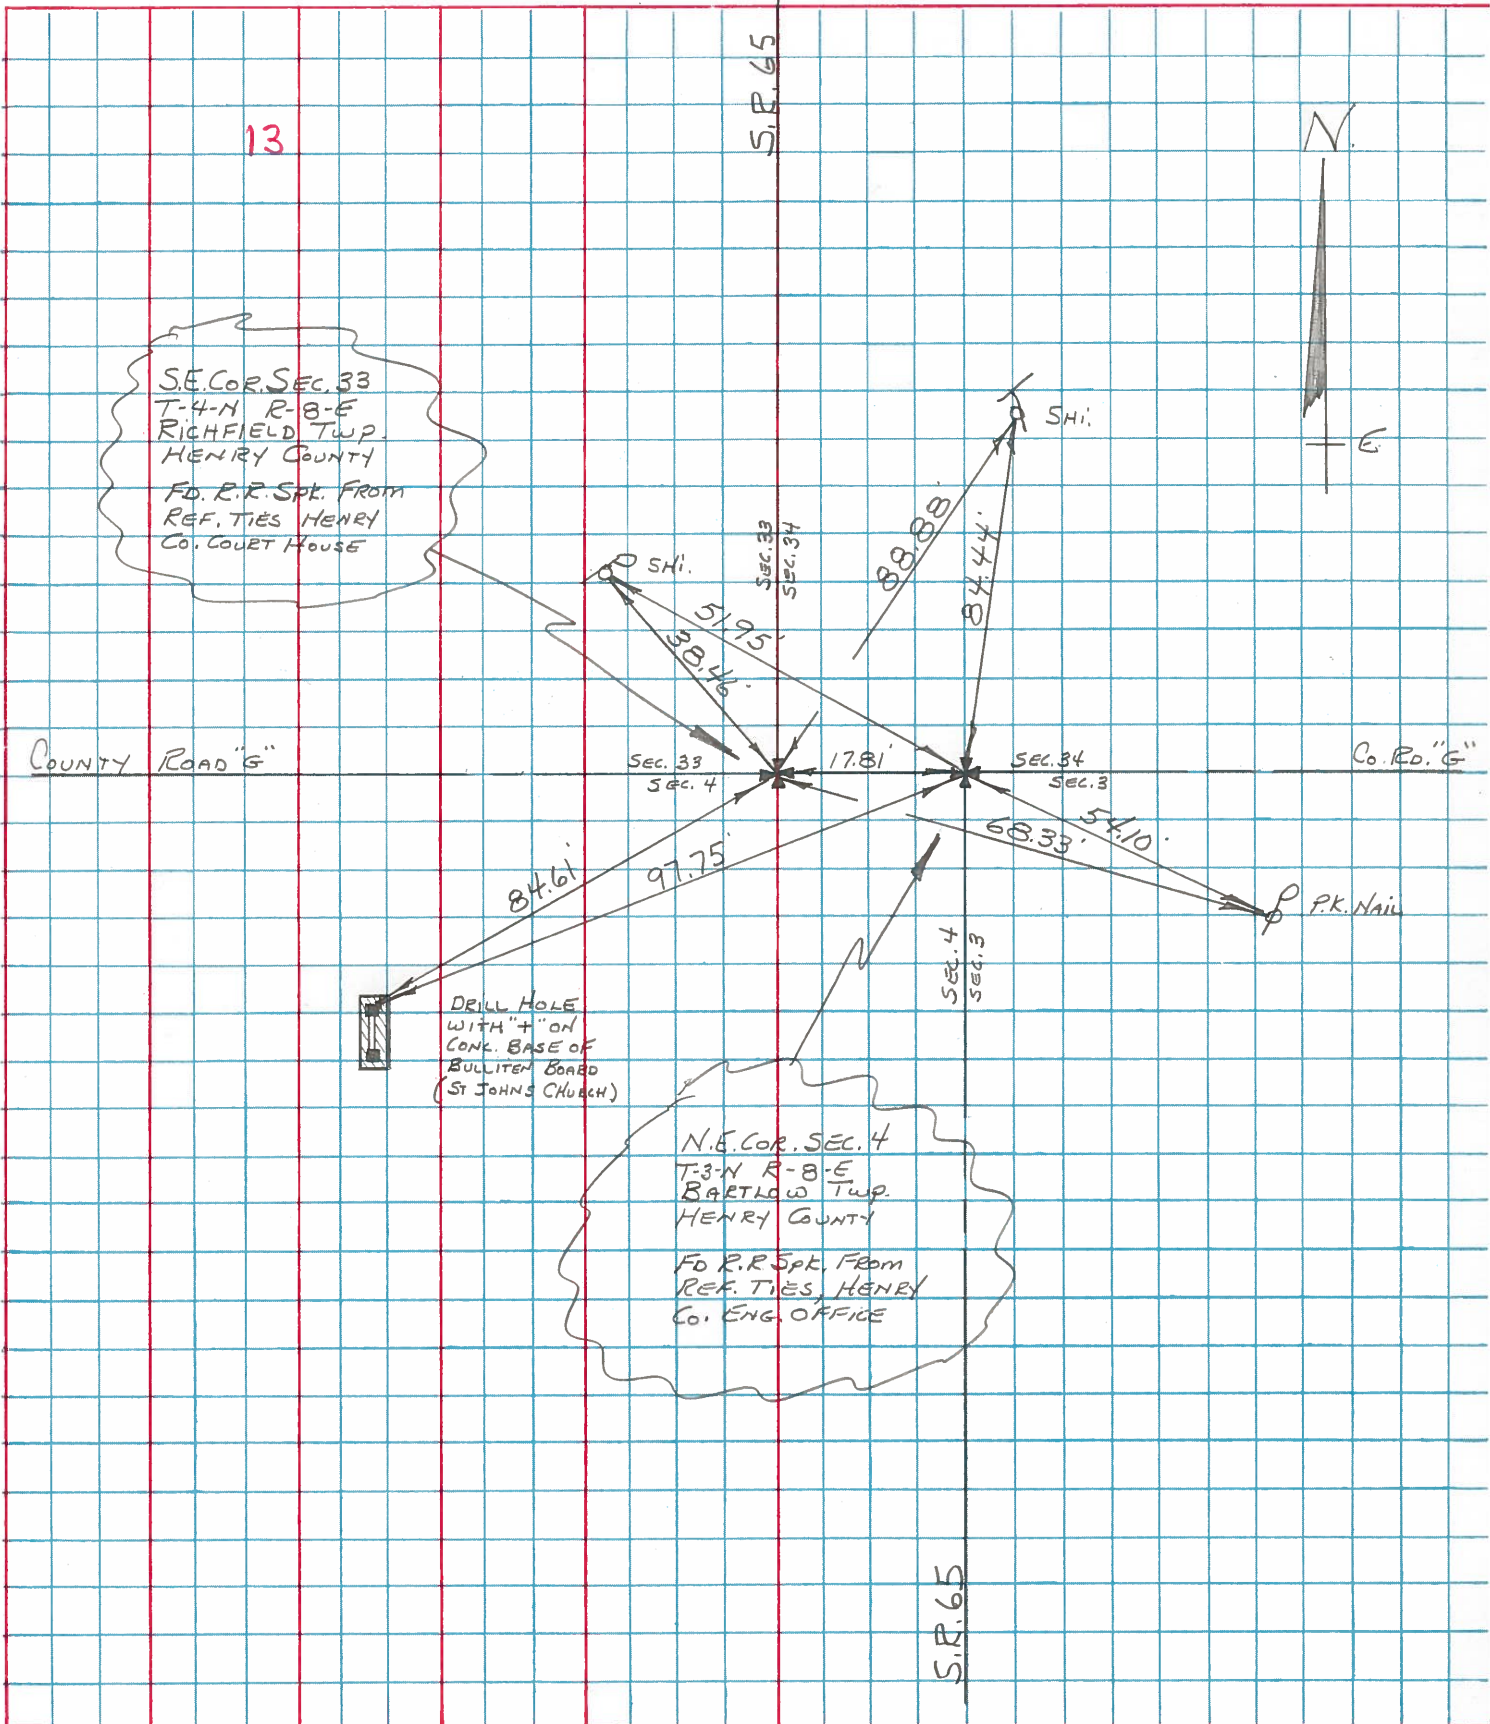 S.R. 65
13
N.
E
S.E. COR. SEC. 33
T-4-N R-8-E
RICHFIELD TWP.
HENRY COUNTY
FD. R.R. SPK. FROM
REF. TIES HENRY
CO. COURT HOUSE
SHI.
SHI.
SEC. 33
SEC. 34
88.88'
84.44'
51.95'
38.46'
COUNTY ROAD "G"
SEC. 33
SEC. 4
17.81'
SEC. 34
SEC. 3
CO. RD. "G"
84.61'
97.75'
54.10'
68.33'
P.K. NAIL
SEC. 4
SEC. 3
DRILL HOLE
WITH "+" ON
CONC. BASE OF
BULLITEN BOARD
(ST JOHNS CHURCH)
N.E. COR. SEC. 4
T-3-N R-8-E
BARTLOW TWP.
HENRY COUNTY
FD R.R SPK. FROM
REF. TIES, HENRY
CO. ENG. OFFICE
S.R. 65